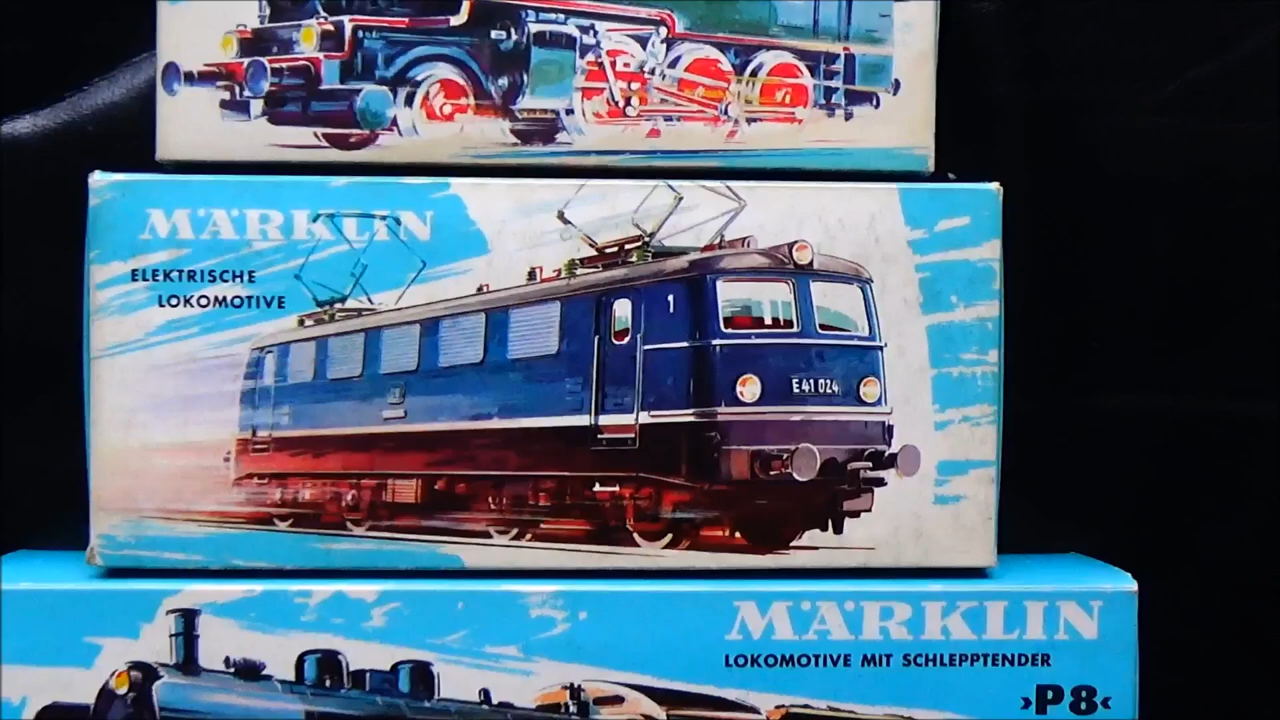 MÄRKLIN
ELEKTRISCHE
LOKOMOTIVE
1
E 41 024
MÄRKLIN
LOKOMOTIVE MIT SCHLEPPTENDER
›P8‹